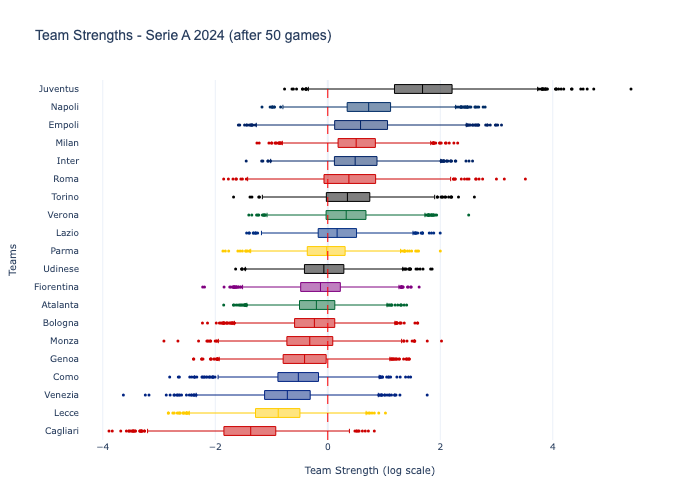 Team Strengths - Serie A 2024 (after 50 games)
Juventus
Napoli
Empoli
Milan
Inter
Roma
Torino
Verona
Lazio
Parma
Udinese
Fiorentina
Atalanta
Bologna
Monza
Genoa
Como
Venezia
Lecce
Cagliari
Teams
−4 −2 0 2 4
Team Strength (log scale)